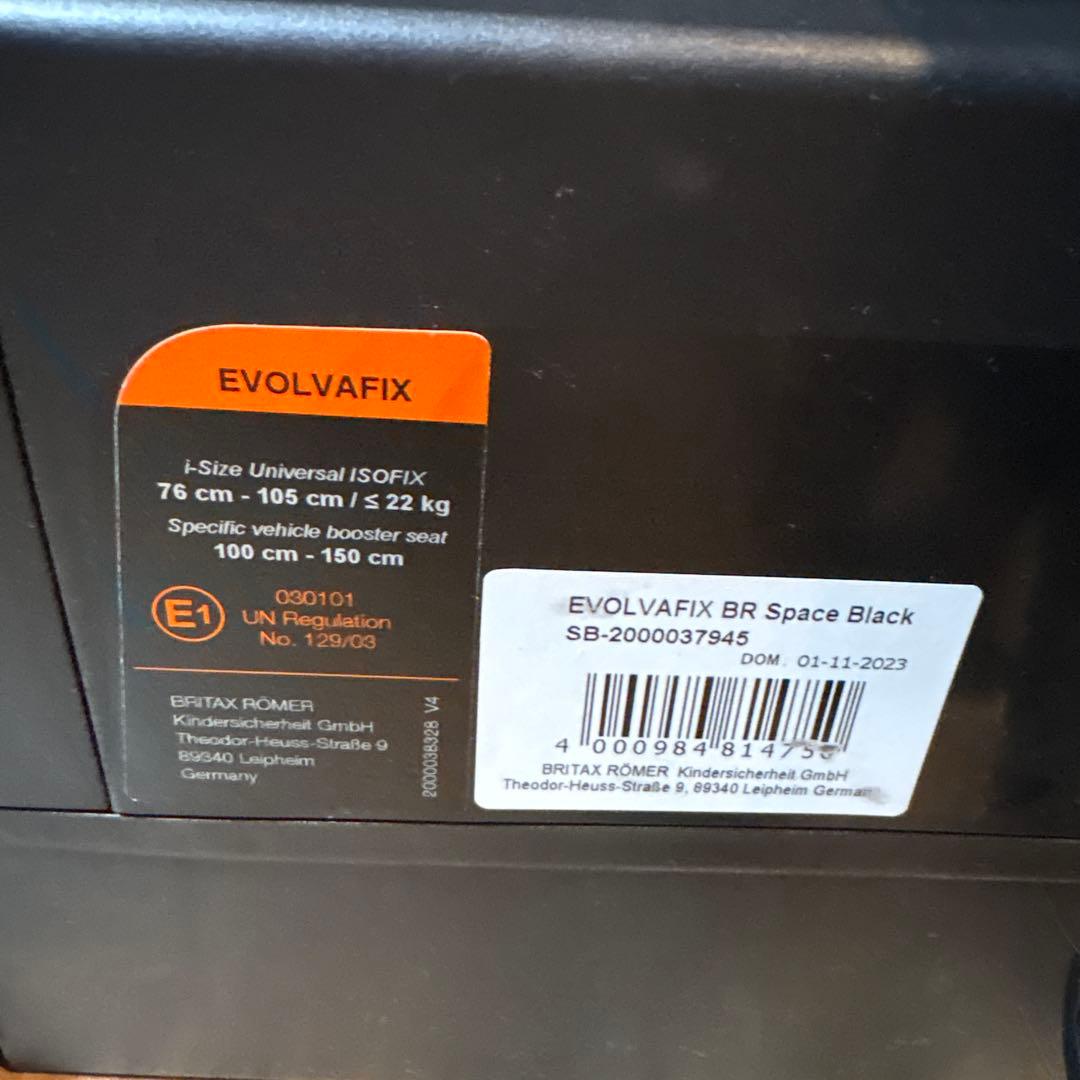 EVOLVAFIX
i-Size Universal ISOFIX
76 cm - 105 cm / ≤ 22 kg
Specific vehicle booster seat
100 cm - 150 cm
E1
030101
UN Regulation
No. 129/03
BRITAX RÖMER
Kindersicherheit GmbH
Theodor-Heuss-Straße 9
89340 Leipheim
Germany
2000038328 V4
EVOLVAFIX BR Space Black
SB-2000037945
DOM. 01-11-2023
4 000984 
BRITAX RÖMER Kindersicherheit GmbH
Theodor-Heuss-Straße 9, 89340 Leipheim